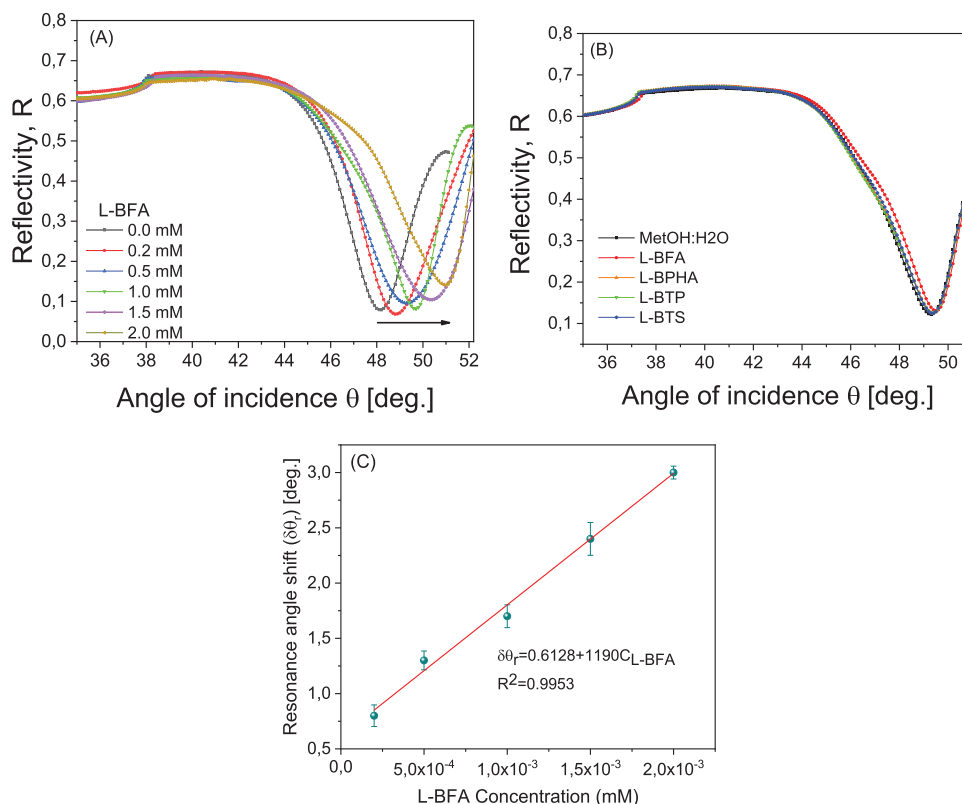 (A)
0,8
0,7
0,6
0,5
0,4
0,3
0,2
0,1
0,0
Reflectivity, R
L-BFA
0.0 mM
0.2 mM
0.5 mM
1.0 mM
1.5 mM
2.0 mM
36 38 40 42 44 46 48 49 50 51 52
Angle of incidence θ [deg.]
(B)
0,8
0,7
0,6
0,5
0,4
0,3
0,2
0,1
Reflectivity, R
MetOH:H2O
L-BFA
L-BPHA
L-BTP
L-BTS
36 38 40 42 44 46 48 50
Angle of incidence θ [deg.]
(C)
3,0
2,5
2,0
1,5
1,0
0,5
Resonance angle shift (δθr) [deg.]
δθr=0.6128+1190CL-BFA
R2=0.9953
0,0 5,0x10-4 1,0x10-3 1,5x10-3 2,0x10-3
L-BFA Concentration (mM)